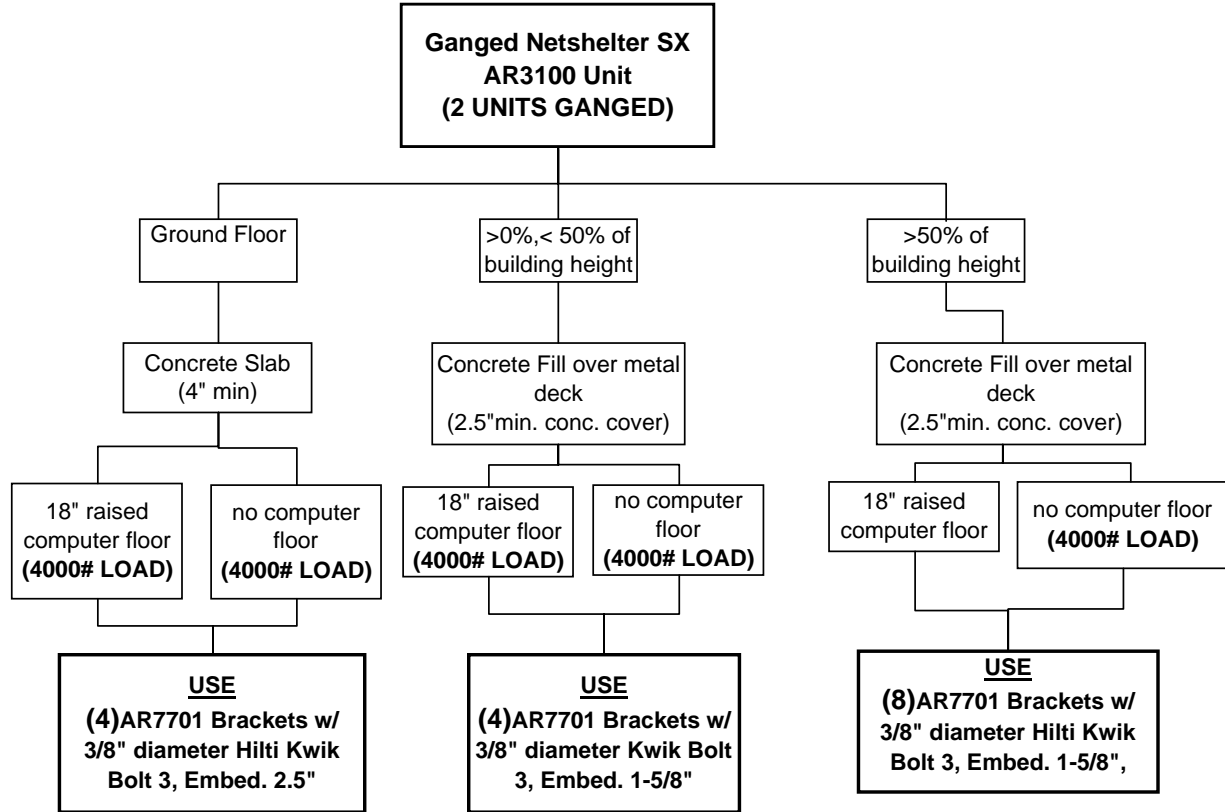 Ganged Netshelter SX
AR3100 Unit
(2 UNITS GANGED)
Ground Floor
>0%,< 50% of
building height
>50% of
building height
Concrete Slab
(4" min)
Concrete Fill over metal
deck
(2.5"min. conc. cover)
Concrete Fill over metal
deck
(2.5"min. conc. cover)
18" raised
computer floor
(4000# LOAD)
no computer
floor
(4000# LOAD)
18" raised
computer floor
(4000# LOAD)
no computer
floor
(4000# LOAD)
18" raised
computer floor
no computer floor
(4000# LOAD)
USE
(4)AR7701 Brackets w/
3/8" diameter Hilti Kwik
Bolt 3, Embed. 2.5"
USE
(4)AR7701 Brackets w/
3/8" diameter Kwik Bolt
3, Embed. 1-5/8"
USE
(8)AR7701 Brackets w/
3/8" diameter Hilti Kwik
Bolt 3, Embed. 1-5/8",